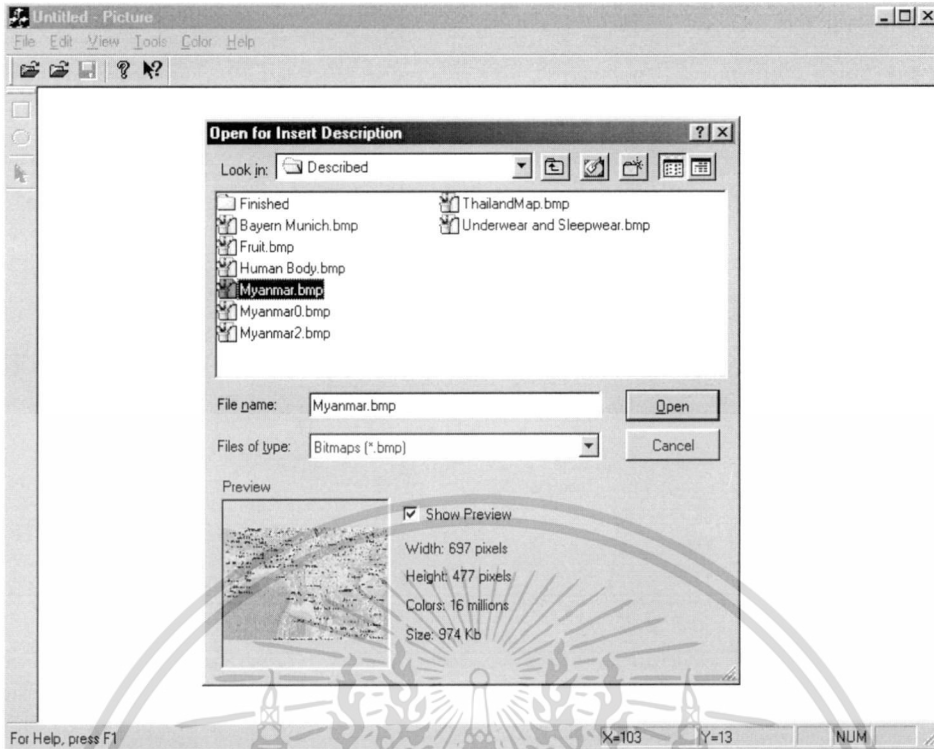 Untitled - Picture
File Edit View Tools Color Help
Open for Insert Description
Look in: Described
Finished
Bayern Munich.bmp
Fruit.bmp
Human Body.bmp
Myanmar.bmp
Myanmar0.bmp
Myanmar2.bmp
ThailandMap.bmp
Underwear and Sleepwear.bmp
File name: Myanmar.bmp
Open
Files of type: Bitmaps (*.bmp)
Cancel
Preview
Show Preview
Width: 697 pixels
Height: 477 pixels
Colors: 16 millions
Size: 974 Kb
For Help, press F1 X=103 Y=13 NUM